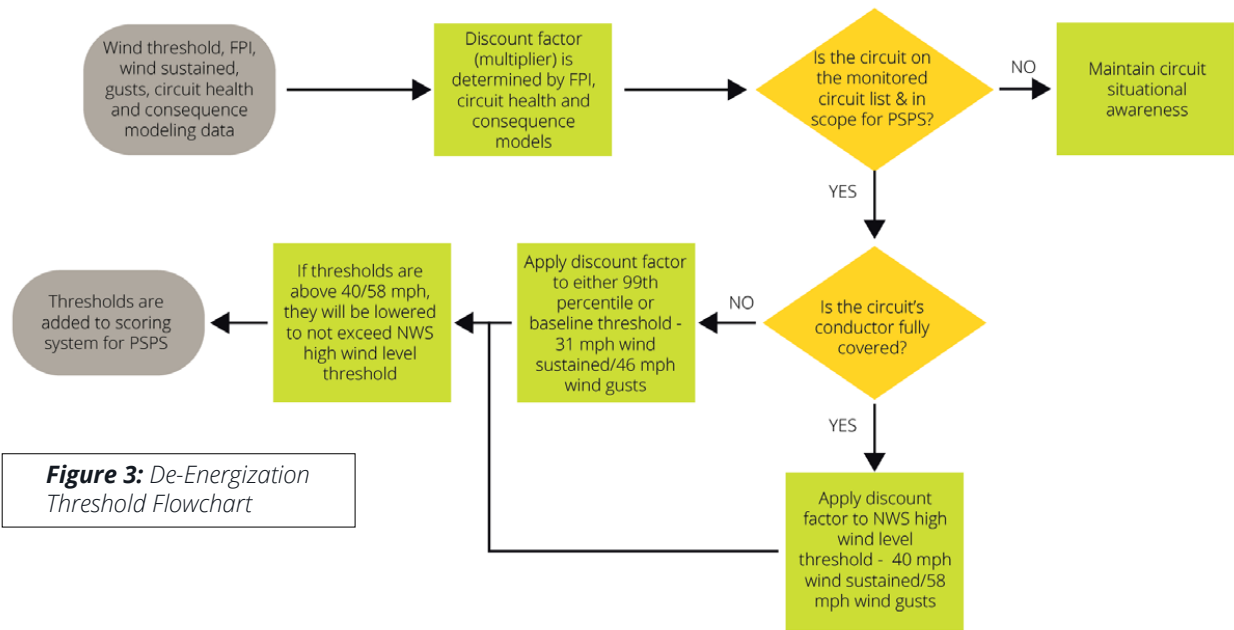 Wind threshold, FPI,
wind sustained,
gusts, circuit health
and consequence
modeling data
Discount factor
(multiplier) is
determined by FPI,
circuit health and
consequence
models
Is the circuit on
the monitored
circuit list & in
scope for PSPS?
NO
Maintain circuit
situational
awareness
YES
Is the circuit's
conductor fully
covered?
NO
Apply discount factor
to either 99th
percentile or
baseline threshold -
31 mph wind
sustained/46 mph
wind gusts
If thresholds are
above 40/58 mph,
they will be lowered
to not exceed NWS
high wind level
threshold
Thresholds are
added to scoring
system for PSPS
YES
Apply discount
factor to NWS high
wind level
threshold - 40 mph
wind sustained/58
mph wind gusts
Figure 3: De-Energization
Threshold Flowchart